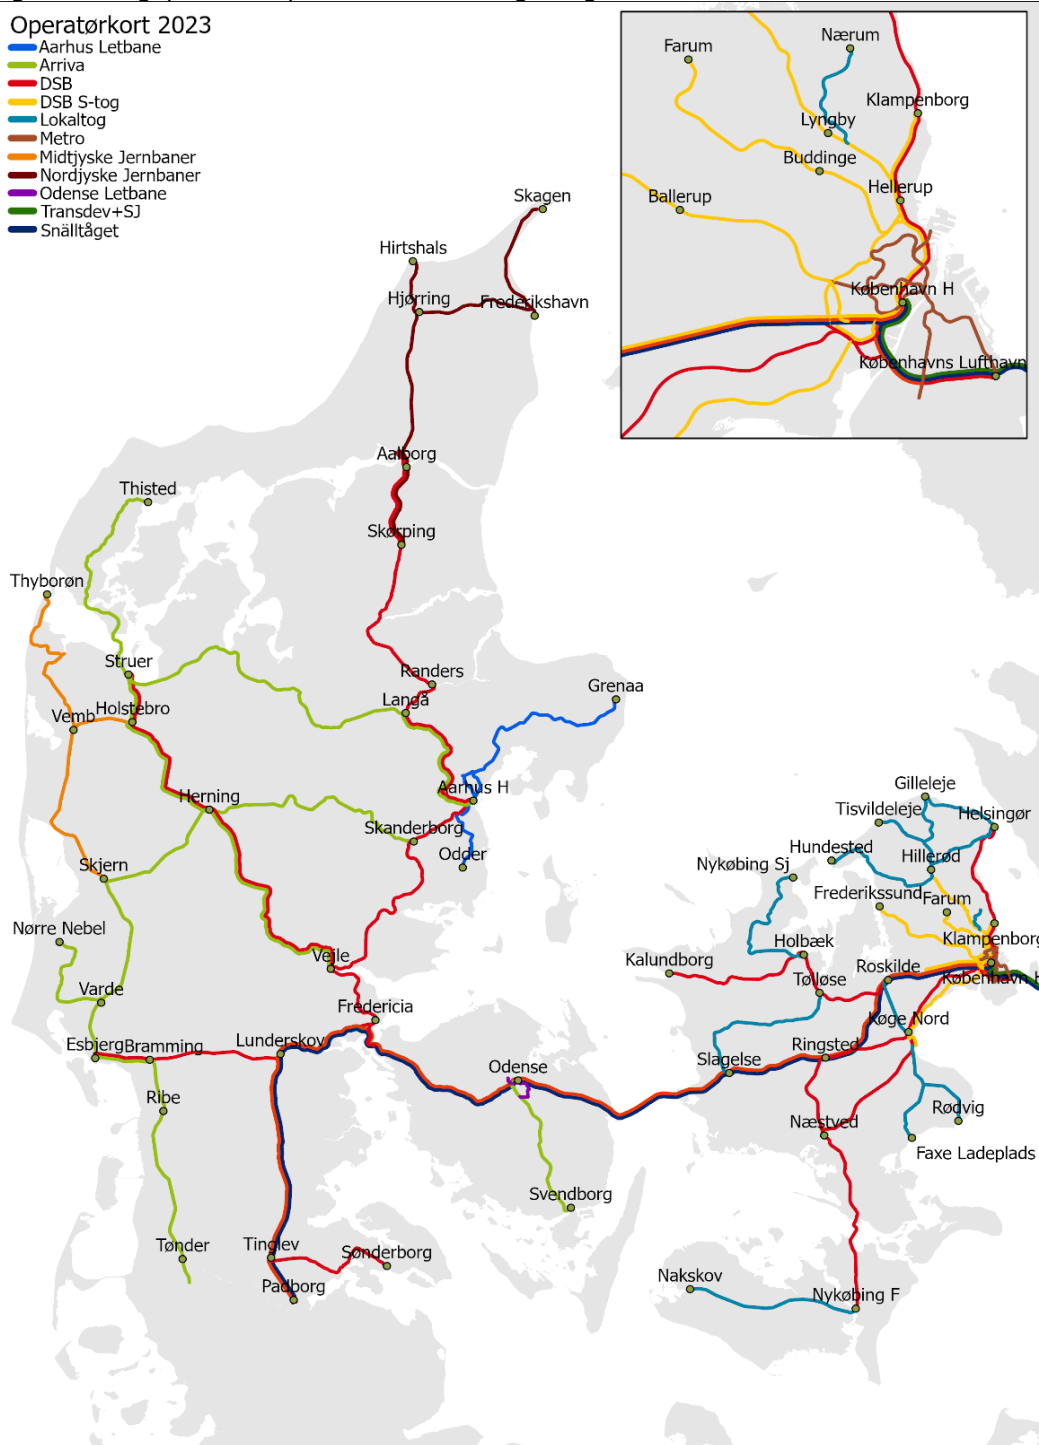 Operatørkort 2023
Aarhus Letbane
Arriva
DSB
DSB S-tog
Lokaltog
Metro
Midtjyske Jernbaner
Nordjyske Jernbaner
Odense Letbane
Transdev+SJ
Snälltåget
Nærum
Farum
Klampenborg
Lyngby
Buddinge
Hellerup
Ballerup
København H
Københavns Lufthavn
Skagen
Hirtshals
Hjørring
Frederikshavn
Aalborg
Thisted
Skørping
Thyborøn
Struer
Randers
Grenaa
Langå
Vemb
Holstebro
Aarhus H
Herning
Gilleleje
Tisvildeleje
Helsingør
Skanderborg
Hundested
Odder
Hillerød
Skjern
Nykøbing Sj
Frederikssund
Farum
Nørre Nebel
Klampenborg
Holbæk
Vejle
Kalundborg
Roskilde
Tølløse
København H
Varde
Fredericia
Køge Nord
Esbjerg
Bramming
Lunderskov
Ringsted
Slagelse
Odense
Ribe
Rødvig
Næstved
Faxe Ladeplads
Svendborg
Tønder
Tinglev
Sønderborg
Nakskov
Padborg
Nykøbing F